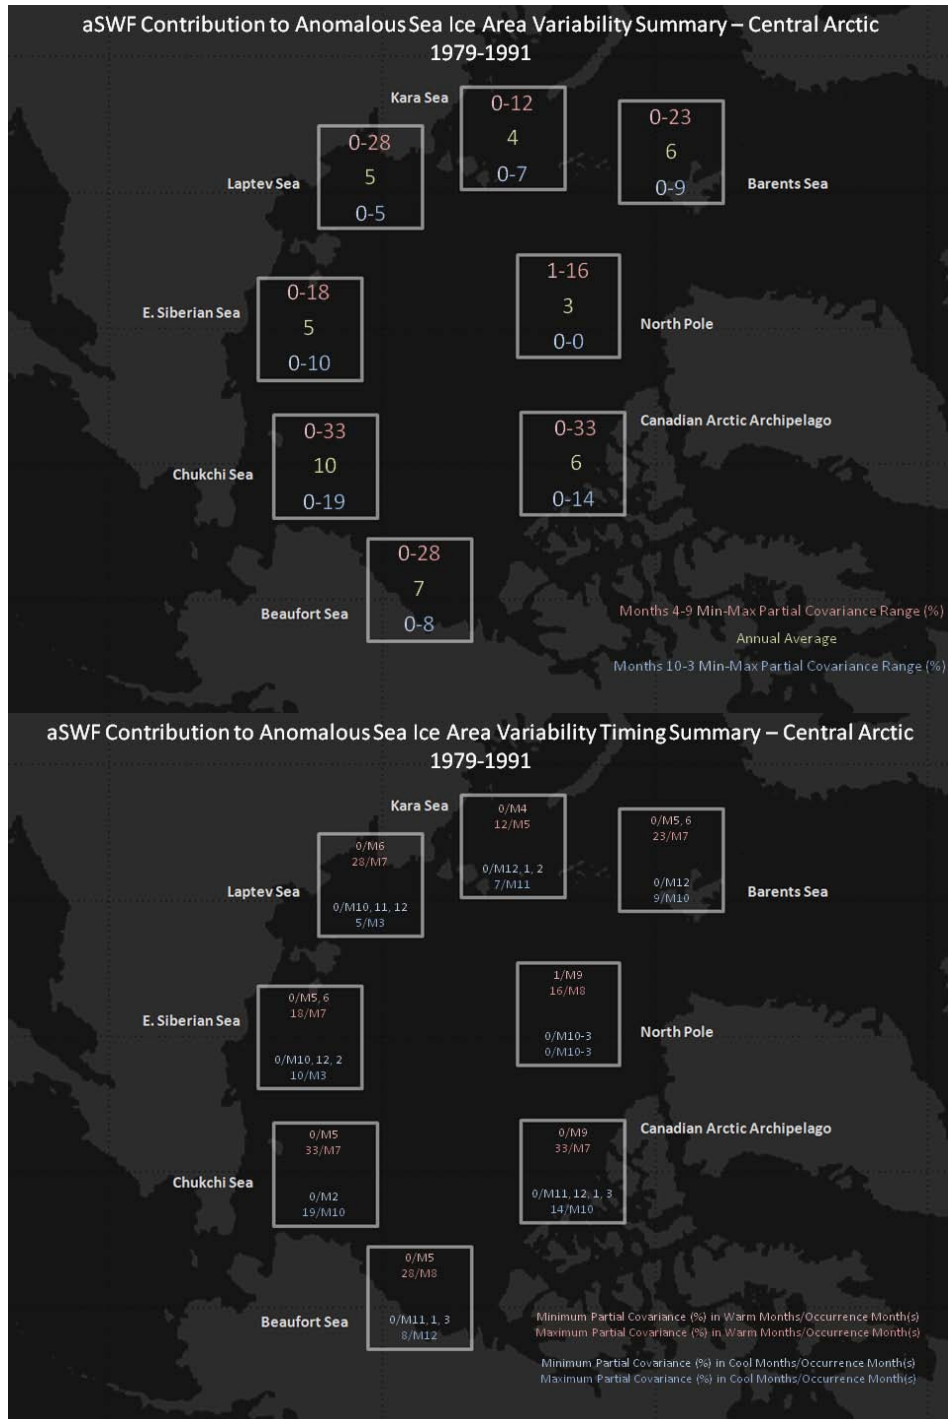 aSWF Contribution to Anomalous Sea Ice Area Variability Summary – Central Arctic
1979-1991
Kara Sea
0-12
4
0-7
0-23
6
0-9
Barents Sea
0-28
5
0-5
Laptev Sea
1-16
3
0-0
North Pole
0-18
5
0-10
E. Siberian Sea
Canadian Arctic Archipelago
0-33
6
0-14
0-33
10
0-19
Chukchi Sea
0-28
7
0-8
Beaufort Sea
Months 4-9 Min-Max Partial Covariance Range (%)
Annual Average
Months 10-3 Min-Max Partial Covariance Range (%)
aSWF Contribution to Anomalous Sea Ice Area Variability Timing Summary – Central Arctic
1979-1991
Kara Sea
0/M4
12/M5
0/M12, 1, 2
7/M11
0/M5, 6
23/M7
0/M12
9/M10
Barents Sea
0/M6
28/M7
0/M10, 11, 12
5/M3
Laptev Sea
1/M9
16/M8
0/M10-3
0/M10-3
North Pole
0/M5, 6
18/M7
0/M10, 12, 2
10/M3
E. Siberian Sea
Canadian Arctic Archipelago
0/M9
33/M7
0/M11, 12, 1, 3
14/M10
0/M5
33/M7
0/M2
19/M10
Chukchi Sea
0/M5
28/M8
0/M11, 1, 3
8/M12
Beaufort Sea
Minimum Partial Covariance (%) in Warm Months/Occurrence Month(s)
Maximum Partial Covariance (%) in Warm Months/Occurrence Month(s)
Minimum Partial Covariance (%) in Cool Months/Occurrence Month(s)
Maximum Partial Covariance (%) in Cool Months/Occurrence Month(s)